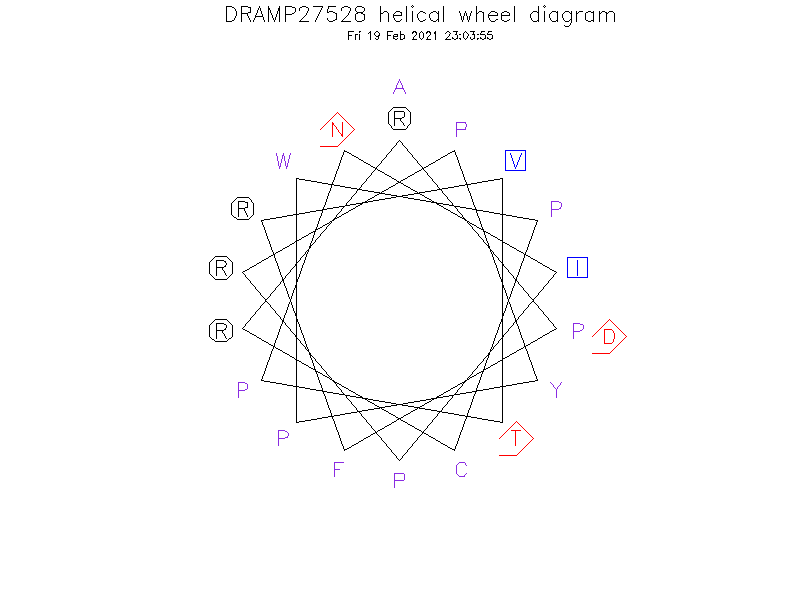 DRAMP27528 helical wheel diagram
Fri 19 Feb 2021 23:03:55
A
N R P
W V
R P
R I
R P D
P Y
P T
F C
P